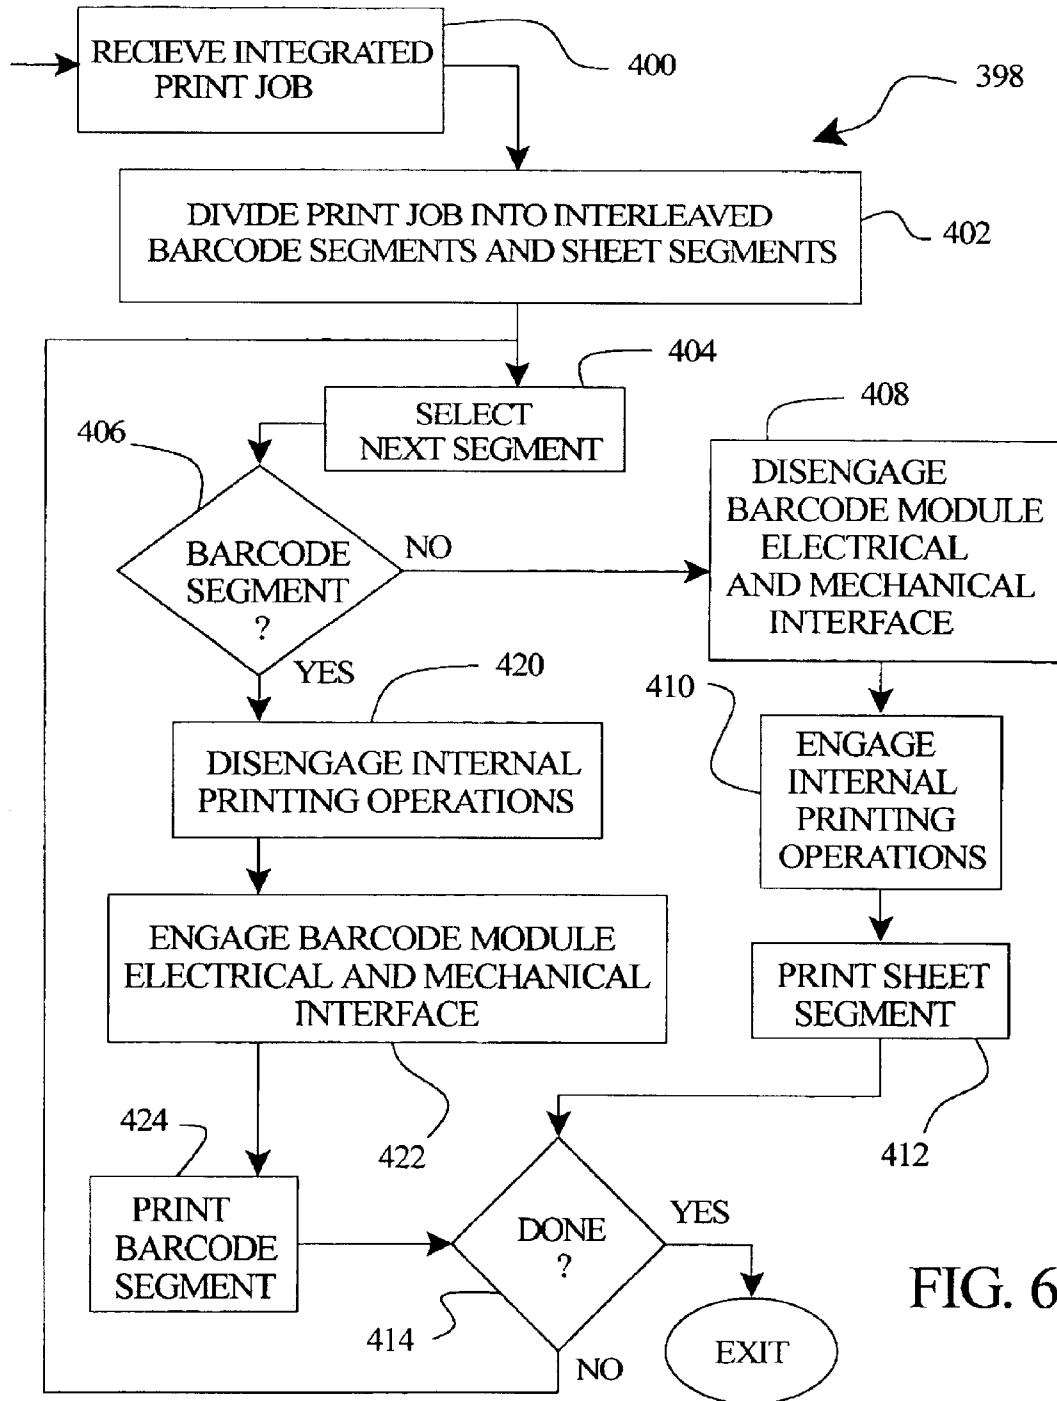 RECIEVE INTEGRATED
PRINT JOB
400
398
DIVIDE PRINT JOB INTO INTERLEAVED
BARCODE SEGMENTS AND SHEET SEGMENTS
402
404
SELECT
NEXT SEGMENT
406
BARCODE
SEGMENT
?
NO
YES
408
DISENGAGE
BARCODE MODULE
ELECTRICAL
AND MECHANICAL
INTERFACE
410
ENGAGE
INTERNAL
PRINTING
OPERATIONS
PRINT SHEET
SEGMENT
412
420
DISENGAGE INTERNAL
PRINTING OPERATIONS
ENGAGE BARCODE MODULE
ELECTRICAL AND MECHANICAL
INTERFACE
422
424
PRINT
BARCODE
SEGMENT
DONE
?
414
YES
NO
EXIT
FIG. 6